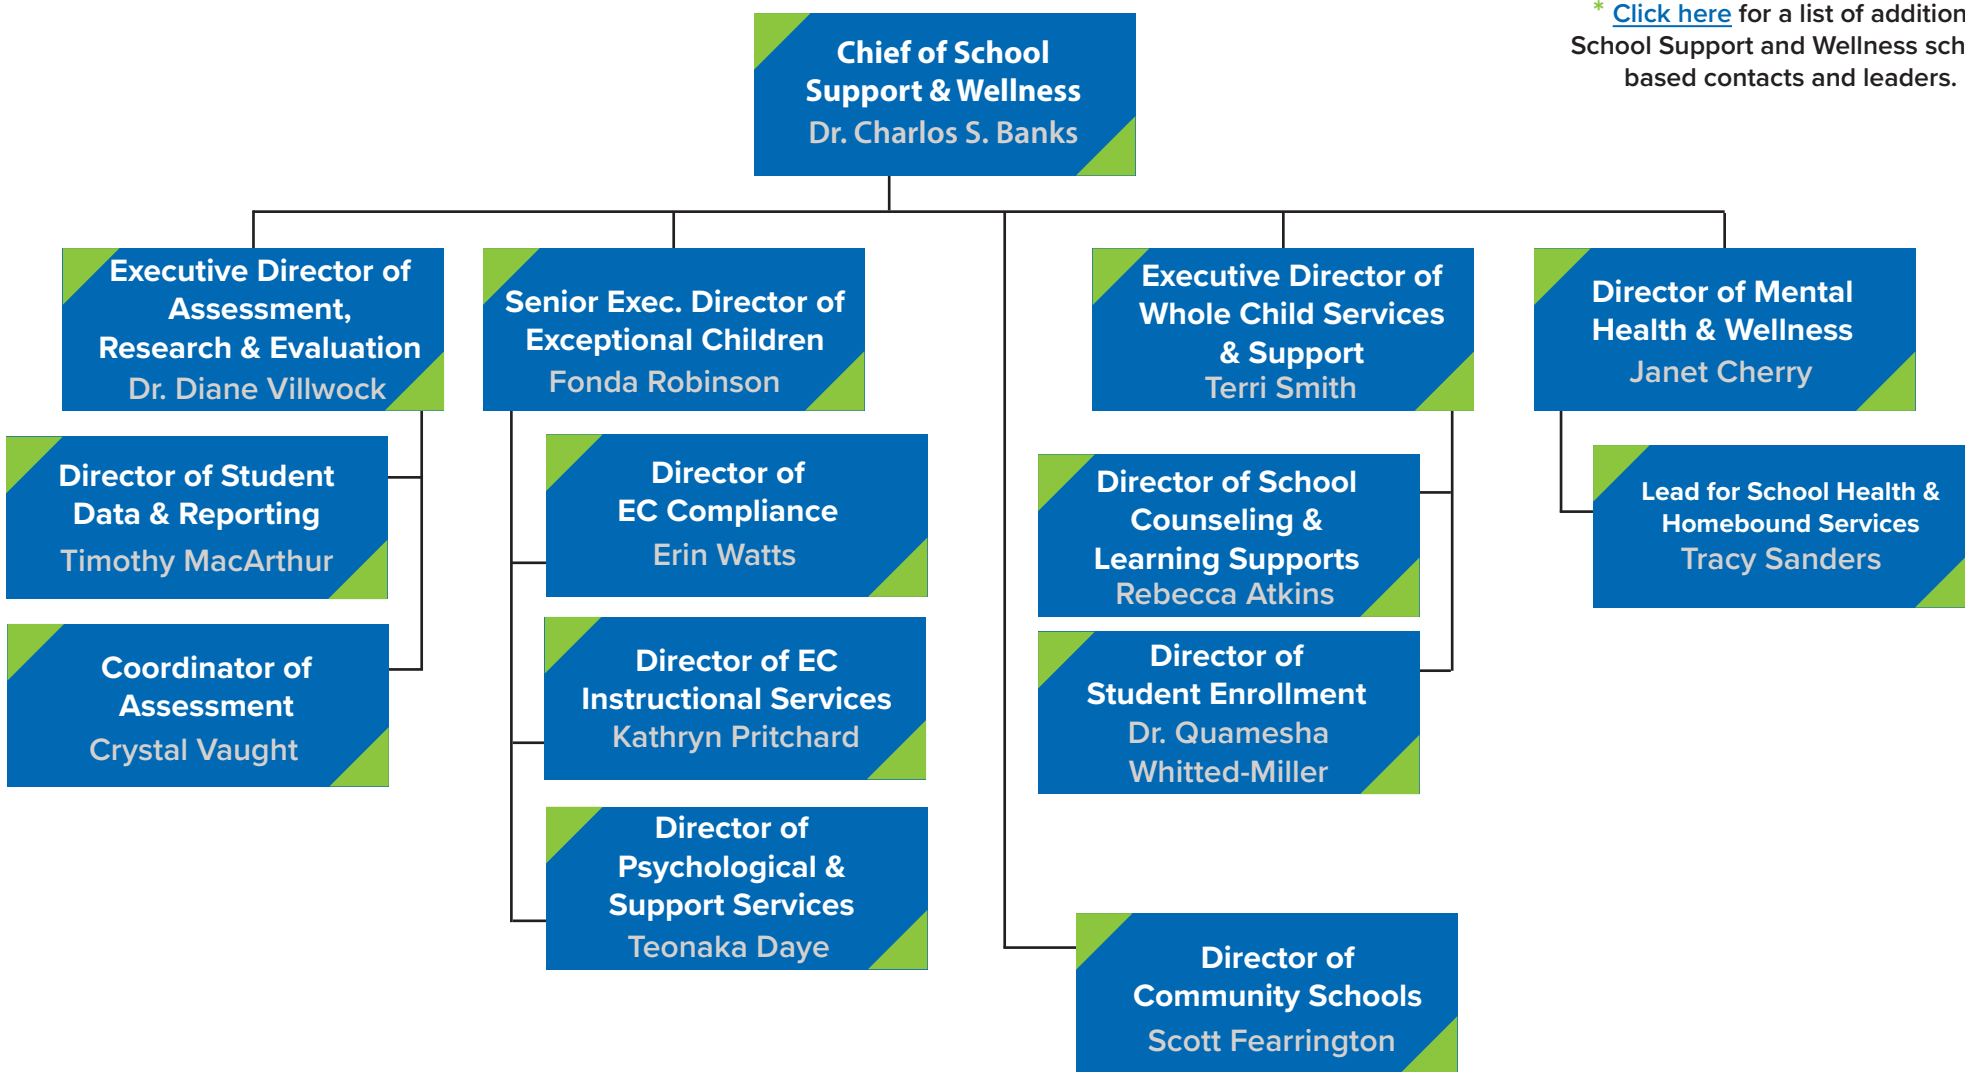 * Click here for a list of addition
School Support and Wellness sch
based contacts and leaders.
Chief of School
Support & Wellness
Dr. Charlos S. Banks
Executive Director of
Assessment,
Research & Evaluation
Dr. Diane Villwock
Senior Exec. Director of
Exceptional Children
Fonda Robinson
Executive Director of
Whole Child Services
& Support
Terri Smith
Director of Mental
Health & Wellness
Janet Cherry
Director of Student
Data & Reporting
Timothy MacArthur
Coordinator of
Assessment
Crystal Vaught
Director of
EC Compliance
Erin Watts
Director of EC
Instructional Services
Kathryn Pritchard
Director of
Psychological &
Support Services
Teonaka Daye
Director of School
Counseling &
Learning Supports
Rebecca Atkins
Director of
Student Enrollment
Dr. Quamesha
Whitted-Miller
Lead for School Health &
Homebound Services
Tracy Sanders
Director of
Community Schools
Scott Fearrington